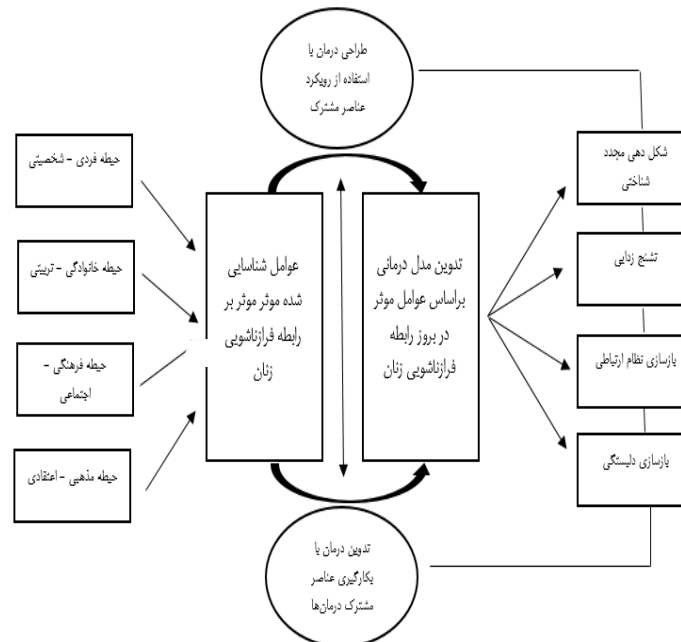 طراحی درمان با
استفاده از رویکرد
عناصر مشترک
حیطه فردی – شخصیتی
حیطه خانوادگی – تربیتی
حیطه فرهنگی –
اجتماعی
حیطه مذهبی – اعتقادی
عوامل شناسایی
شده موثر موثر بر
رابطه فرازناشویی
زنان
تدوین مدل درمانی
براساس عوامل موثر
در بروز رابطه
فرازناشویی زنان
شکل دهی مجدد
شناختی
تشنج زدایی
بازسازی نظام ارتباطی
بازسازی دلبستگی
تدوین درمان با
بکارگیری عناصر
مشترک درمان‌ها